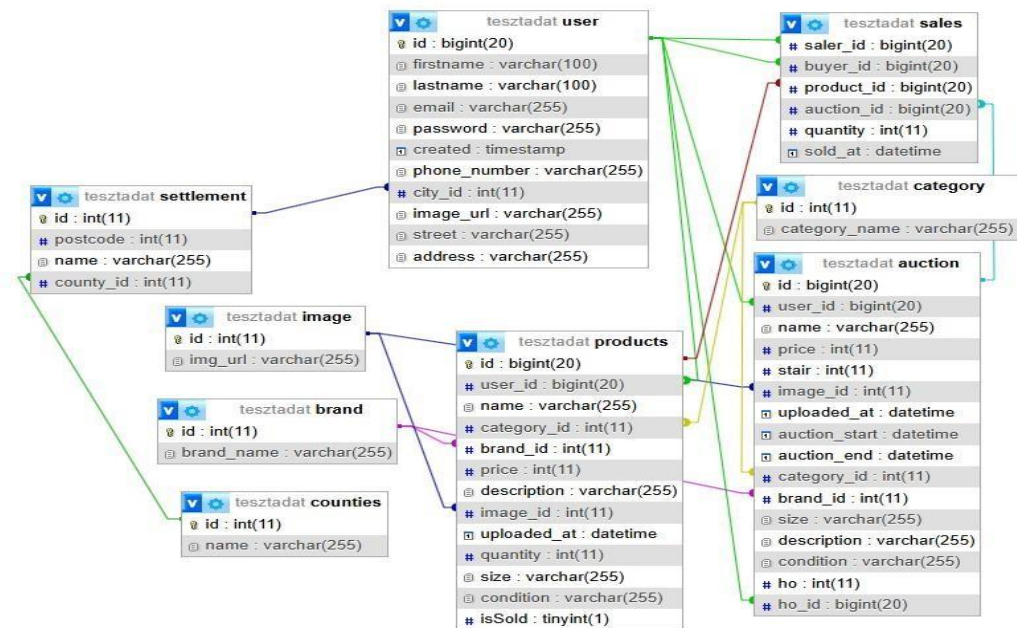 tesztadat user
id : bigint(20)
firstname : varchar(100)
lastname : varchar(100)
email : varchar(255)
password : varchar(255)
created : timestamp
phone_number : varchar(255)
city_id : int(11)
image_url : varchar(255)
street : varchar(255)
address : varchar(255)
tesztadat sales
saler_id : bigint(20)
buyer_id : bigint(20)
product_id : bigint(20)
auction_id : bigint(20)
quantity : int(11)
sold_at : datetime
tesztadat settlement
id : int(11)
postcode : int(11)
name : varchar(255)
county_id : int(11)
tesztadat category
id : int(11)
category_name : varchar(255)
tesztadat auction
id : bigint(20)
user_id : bigint(20)
name : varchar(255)
price : int(11)
stair : int(11)
image_id : int(11)
uploaded_at : datetime
auction_start : datetime
auction_end : datetime
category_id : int(11)
brand_id : int(11)
size : varchar(255)
description : varchar(255)
condition : varchar(255)
ho : int(11)
ho_id : bigint(20)
tesztadat image
id : int(11)
img_url : varchar(255)
tesztadat products
id : bigint(20)
user_id : bigint(20)
name : varchar(255)
category_id : int(11)
brand_id : int(11)
price : int(11)
description : varchar(255)
image_id : int(11)
uploaded_at : datetime
quantity : int(11)
size : varchar(255)
condition : varchar(255)
isSold : tinyint(1)
tesztadat brand
id : int(11)
brand_name : varchar(255)
tesztadat counties
id : int(11)
name : varchar(255)